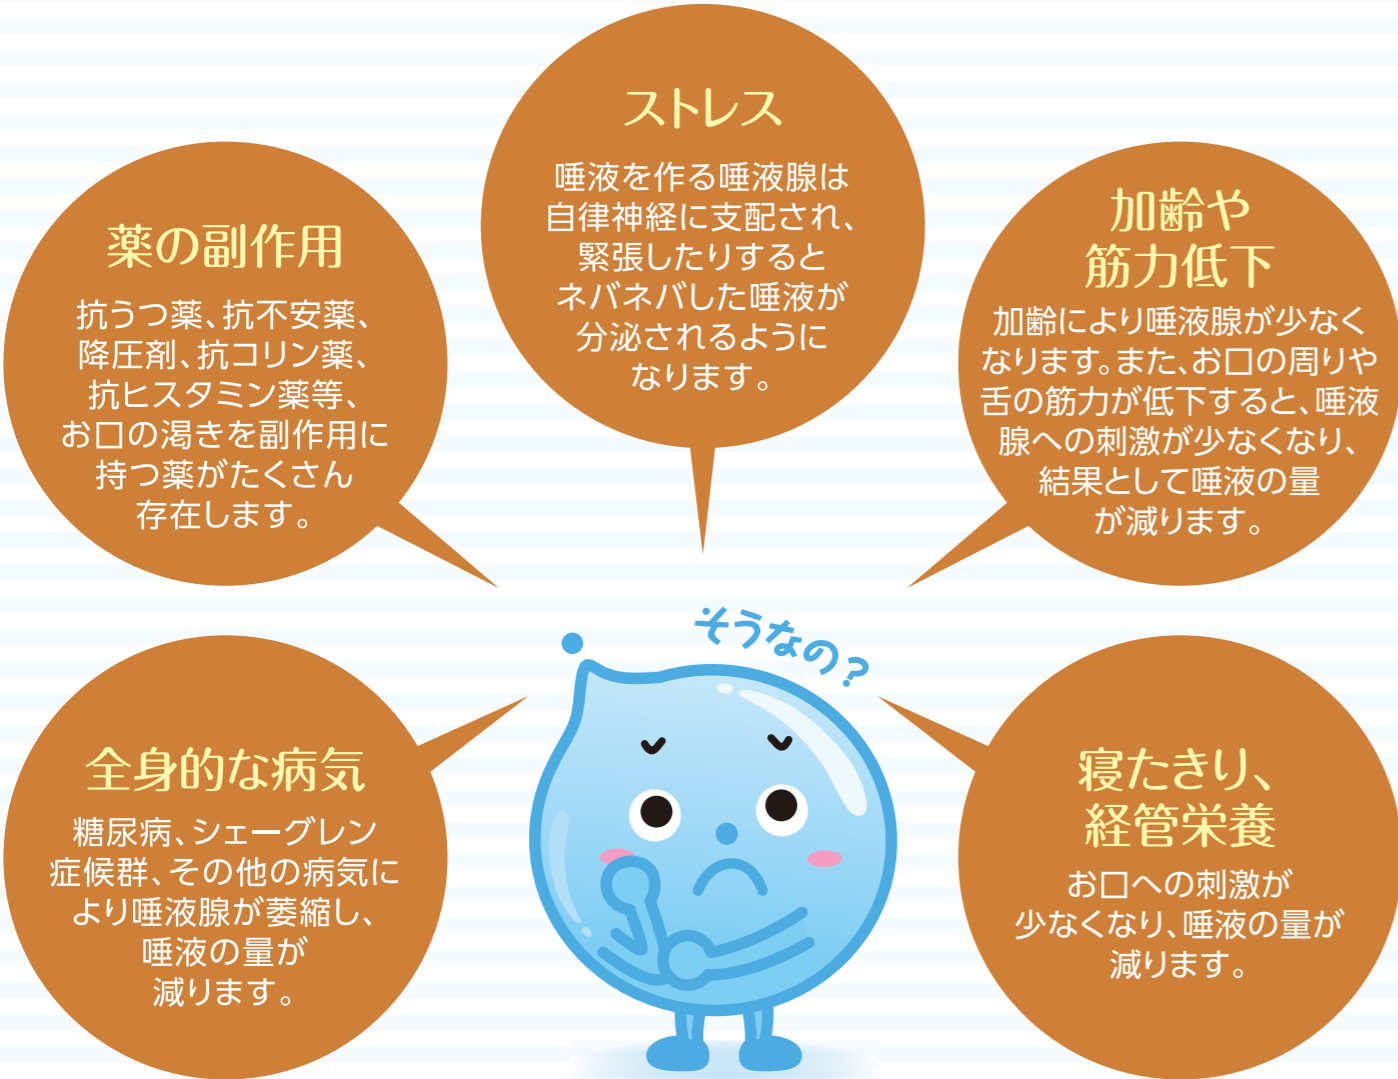 ストレス
唾液を作る唾液腺は
自律神経に支配され、
緊張したりすると
ネバネバした唾液が
分泌されるように
なります。
薬の副作用
抗うつ薬、抗不安薬、
降圧剤、抗コリン薬、
抗ヒスタミン薬等、
お口の渇きを副作用に
持つ薬がたくさん
存在します。
加齢や
筋力低下
加齢により唾液腺が少なく
なります。また、お口の周りや
舌の筋力が低下すると、唾液
腺への刺激が少なくなり、
結果として唾液の量
が減ります。
そうなの?
全身的な病気
糖尿病、シェーグレン
症候群、その他の病気に
より唾液腺が萎縮し、
唾液の量が
減ります。
寝たきり、
経管栄養
お口への刺激が
少なくなり、唾液の量が
減ります。